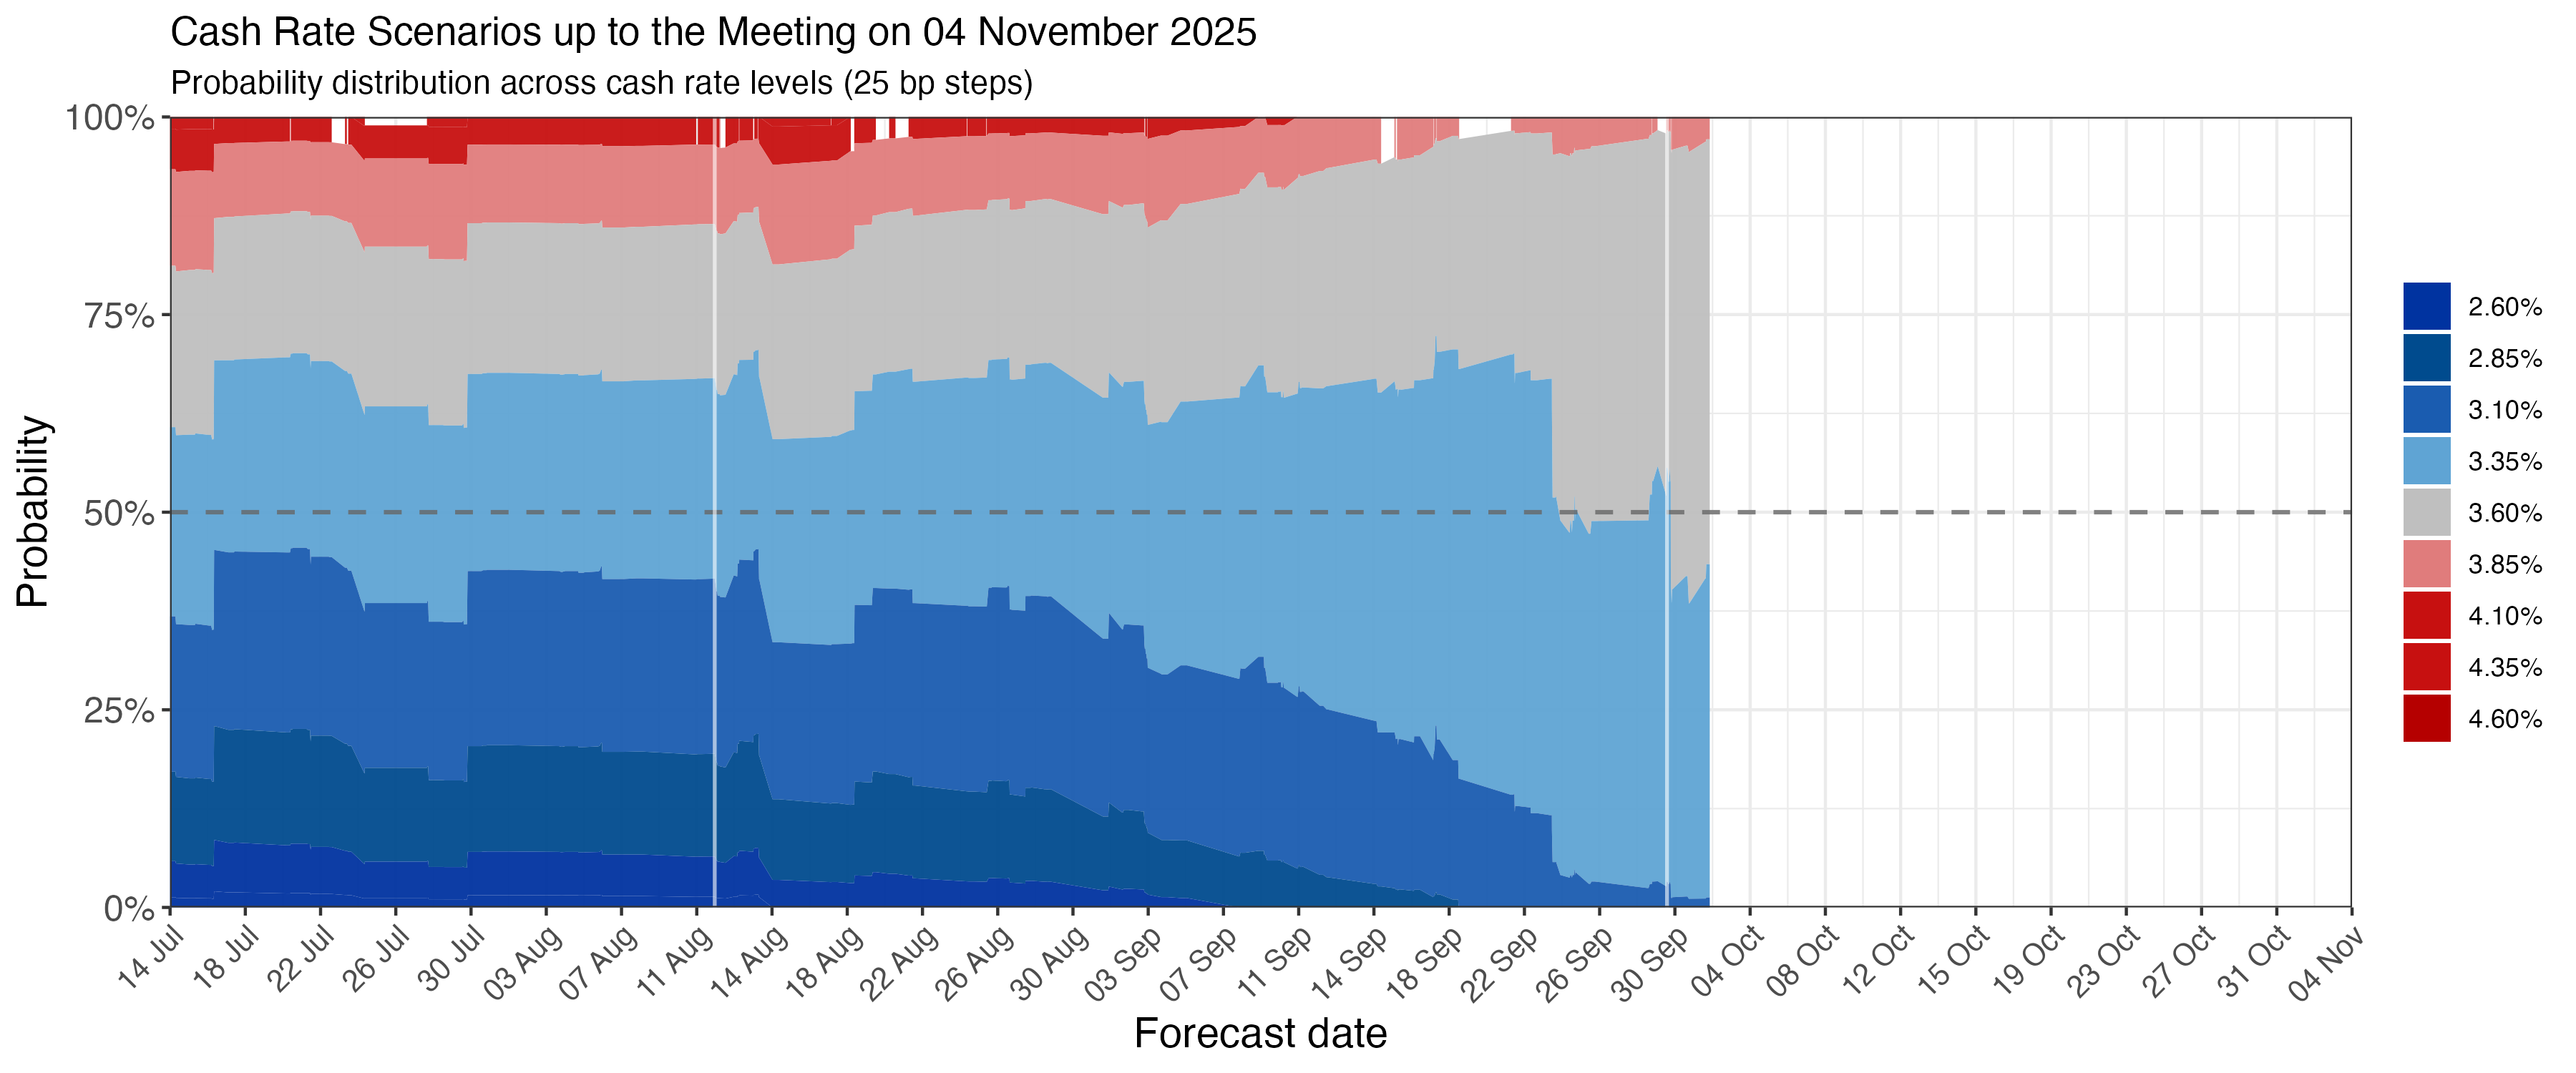 Cash Rate Scenarios up to the Meeting on 04 November 2025
Probability distribution across cash rate levels (25 bp steps)
Probability
100%
75%
50%
25%
0%
14 Jul
18 Jul
22 Jul
26 Jul
30 Jul
03 Aug
07 Aug
11 Aug
14 Aug
18 Aug
22 Aug
26 Aug
30 Aug
03 Sep
07 Sep
11 Sep
14 Sep
18 Sep
22 Sep
26 Sep
30 Sep
04 Oct
08 Oct
12 Oct
15 Oct
19 Oct
23 Oct
27 Oct
31 Oct
04 Nov
Forecast date
2.60%
2.85%
3.10%
3.35%
3.60%
3.85%
4.10%
4.35%
4.60%